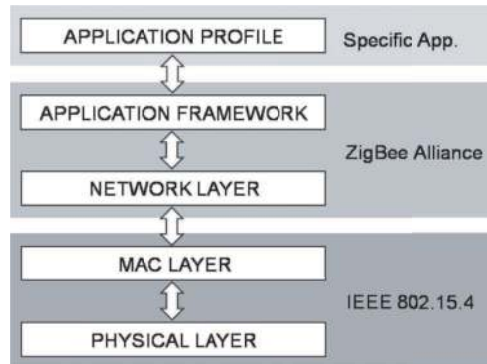 APPLICATION PROFILE
Specific App.
APPLICATION FRAMEWORK
ZigBee Alliance
NETWORK LAYER
MAC LAYER
IEEE 802.15.4
PHYSICAL LAYER